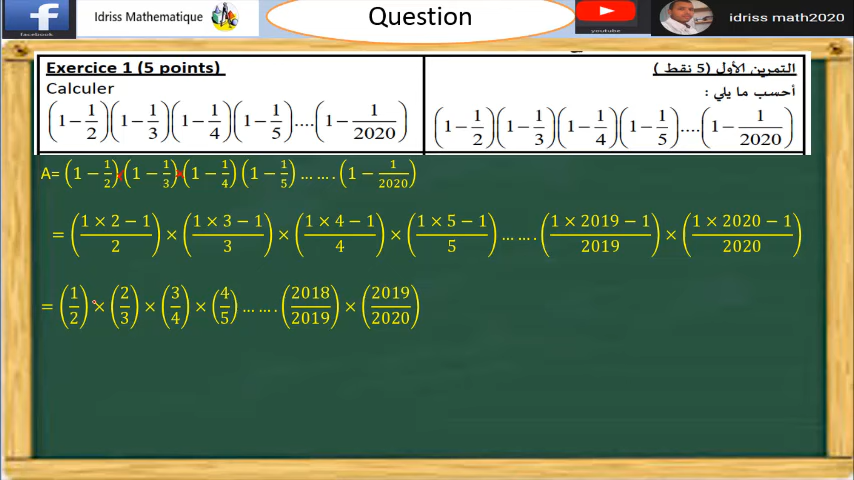 facebook
Idriss Mathematique
Question
youtube
idriss math2020
Exercice 1 (5 points)
Calculer
(1 − 1/2)(1 − 1/3)(1 − 1/4)(1 − 1/5)....(1 − 1/2020)
التمرين الأول (5 نقط )
أحسب ما يلي :
(1 − 1/2)(1 − 1/3)(1 − 1/4)(1 − 1/5)....(1 − 1/2020)
A= (1 − 1/2) (1 − 1/3) (1 − 1/4) (1 − 1/5) ... ... . (1 − 1/2020)
= ((1 × 2 − 1)/2) × ((1 × 3 − 1)/3) × ((1 × 4 − 1)/4) × ((1 × 5 − 1)/5) ... ... . ((1 × 2019 − 1)/2019) × ((1 × 2020 − 1)/2020)
= (1/2) × (2/3) × (3/4) × (4/5) ... ... . (2018/2019) × (2019/2020)